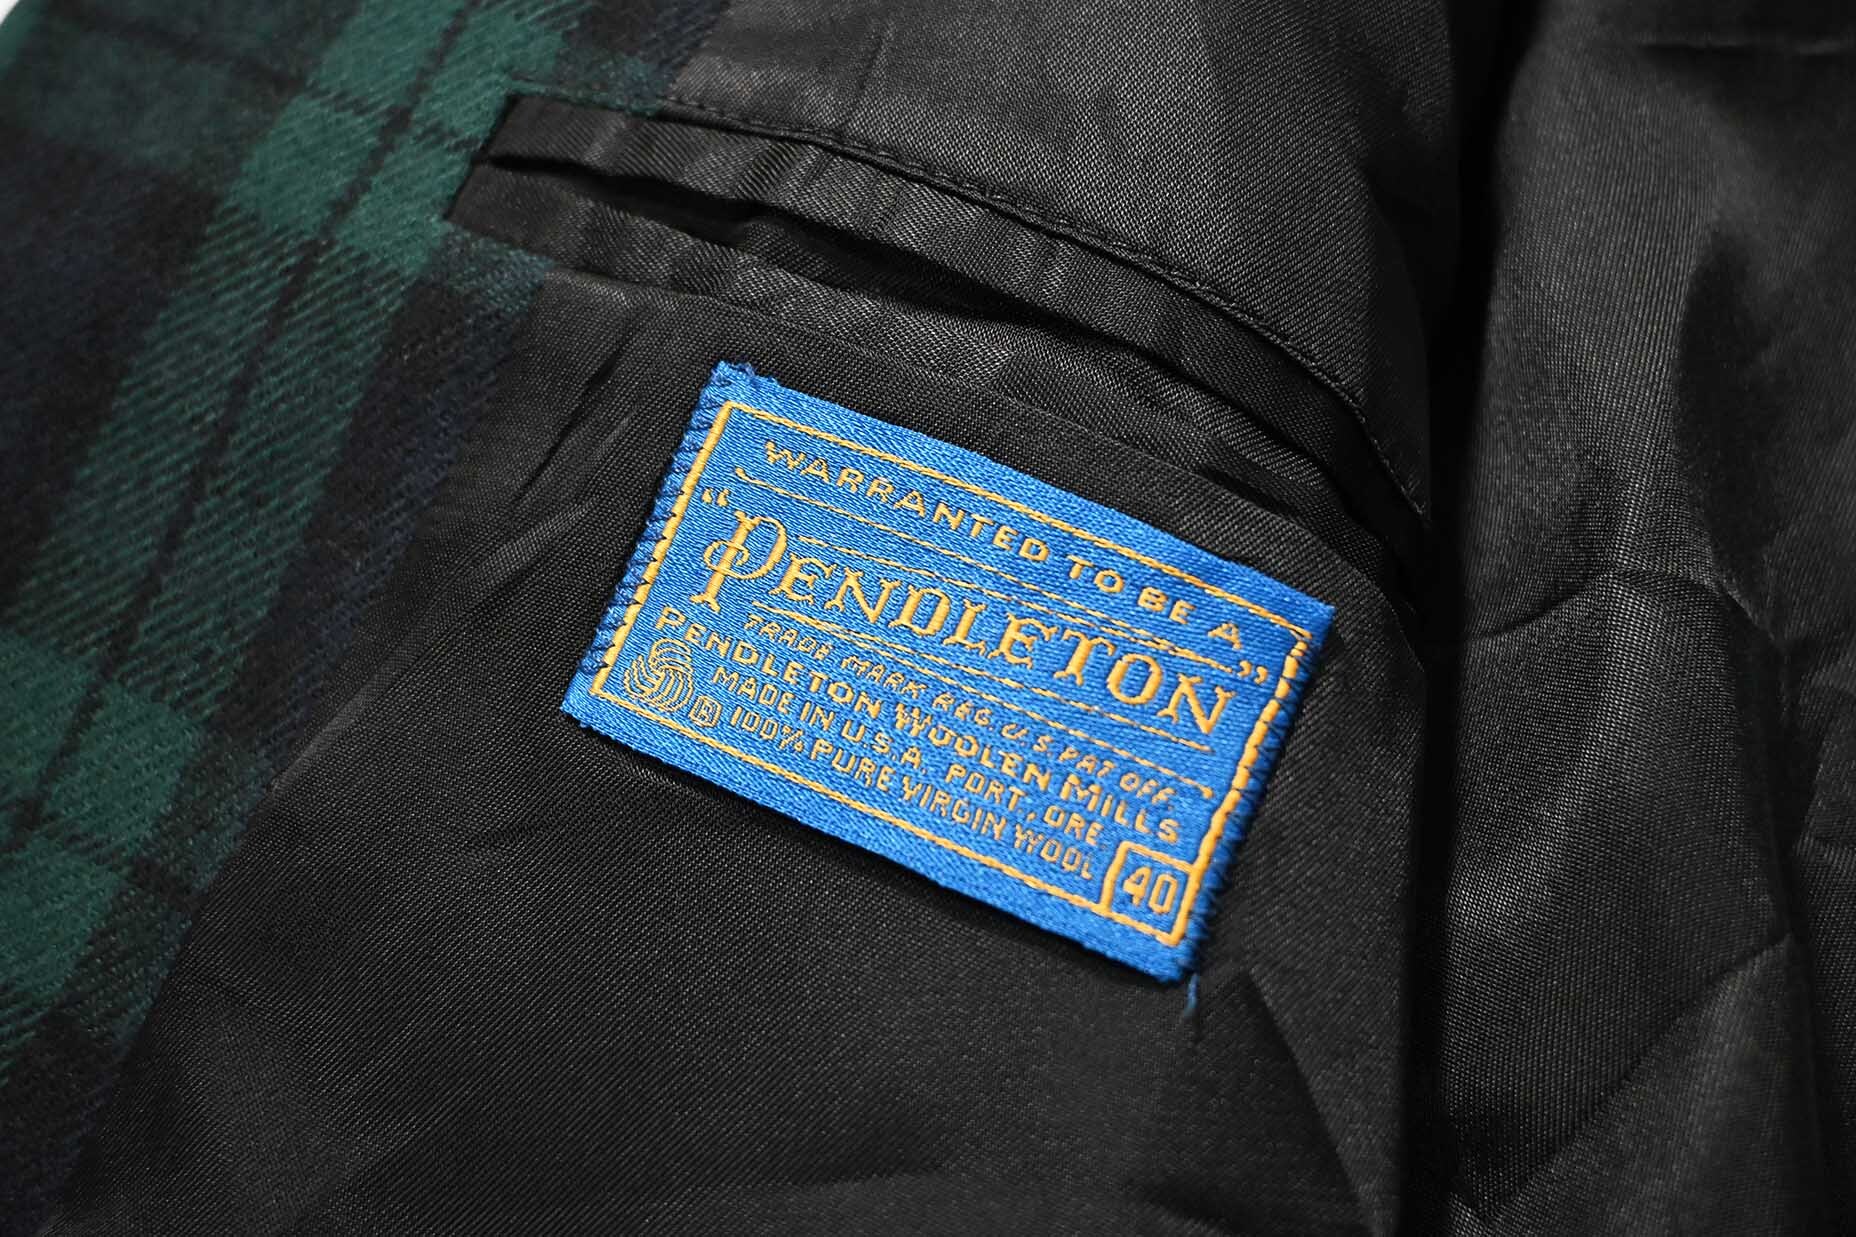 WARRANTED TO BE A
"PENDLETON"
TRADE MARK REG U.S. PAT OFF.
PENDLETON WOOLEN MILLS
MADE IN U.S.A. PORT, ORE
® 100% PURE VIRGIN WOOL
40